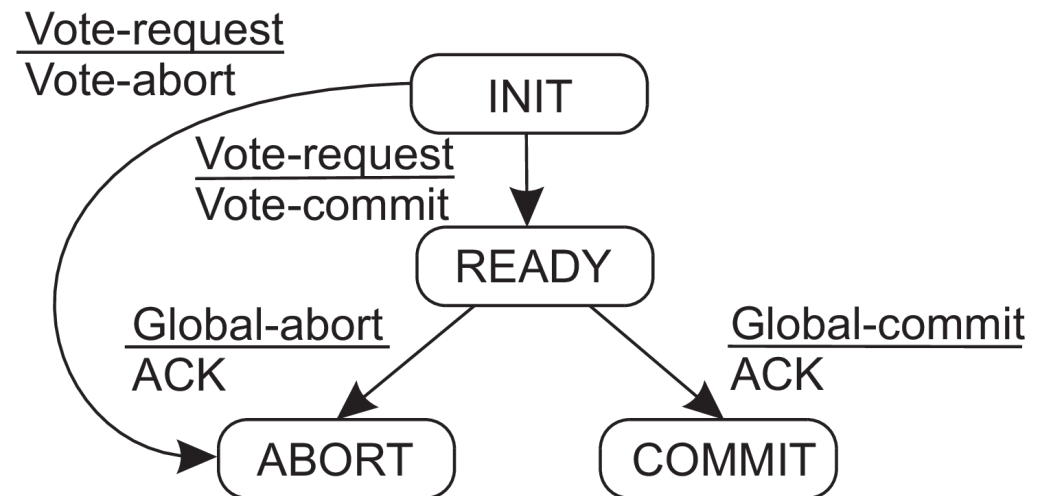 Vote-request
Vote-abort
INIT
Vote-request
Vote-commit
READY
Global-abort
ACK
Global-commit
ACK
ABORT
COMMIT